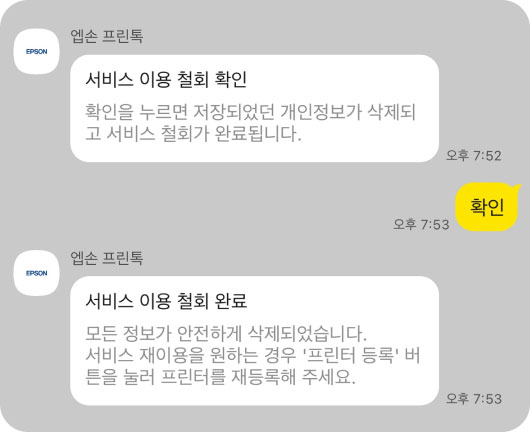 엡손 프린톡
EPSON
서비스 이용 철회 확인
확인을 누르면 저장되었던 개인정보가 삭제되
고 서비스 철회가 완료됩니다.
오후 7:52
확인
오후 7:53
엡손 프린톡
EPSON
서비스 이용 철회 완료
모든 정보가 안전하게 삭제되었습니다.
서비스 재이용을 원하는 경우 '프린터 등록' 버
튼을 눌러 프린터를 재등록해 주세요.
오후 7:53